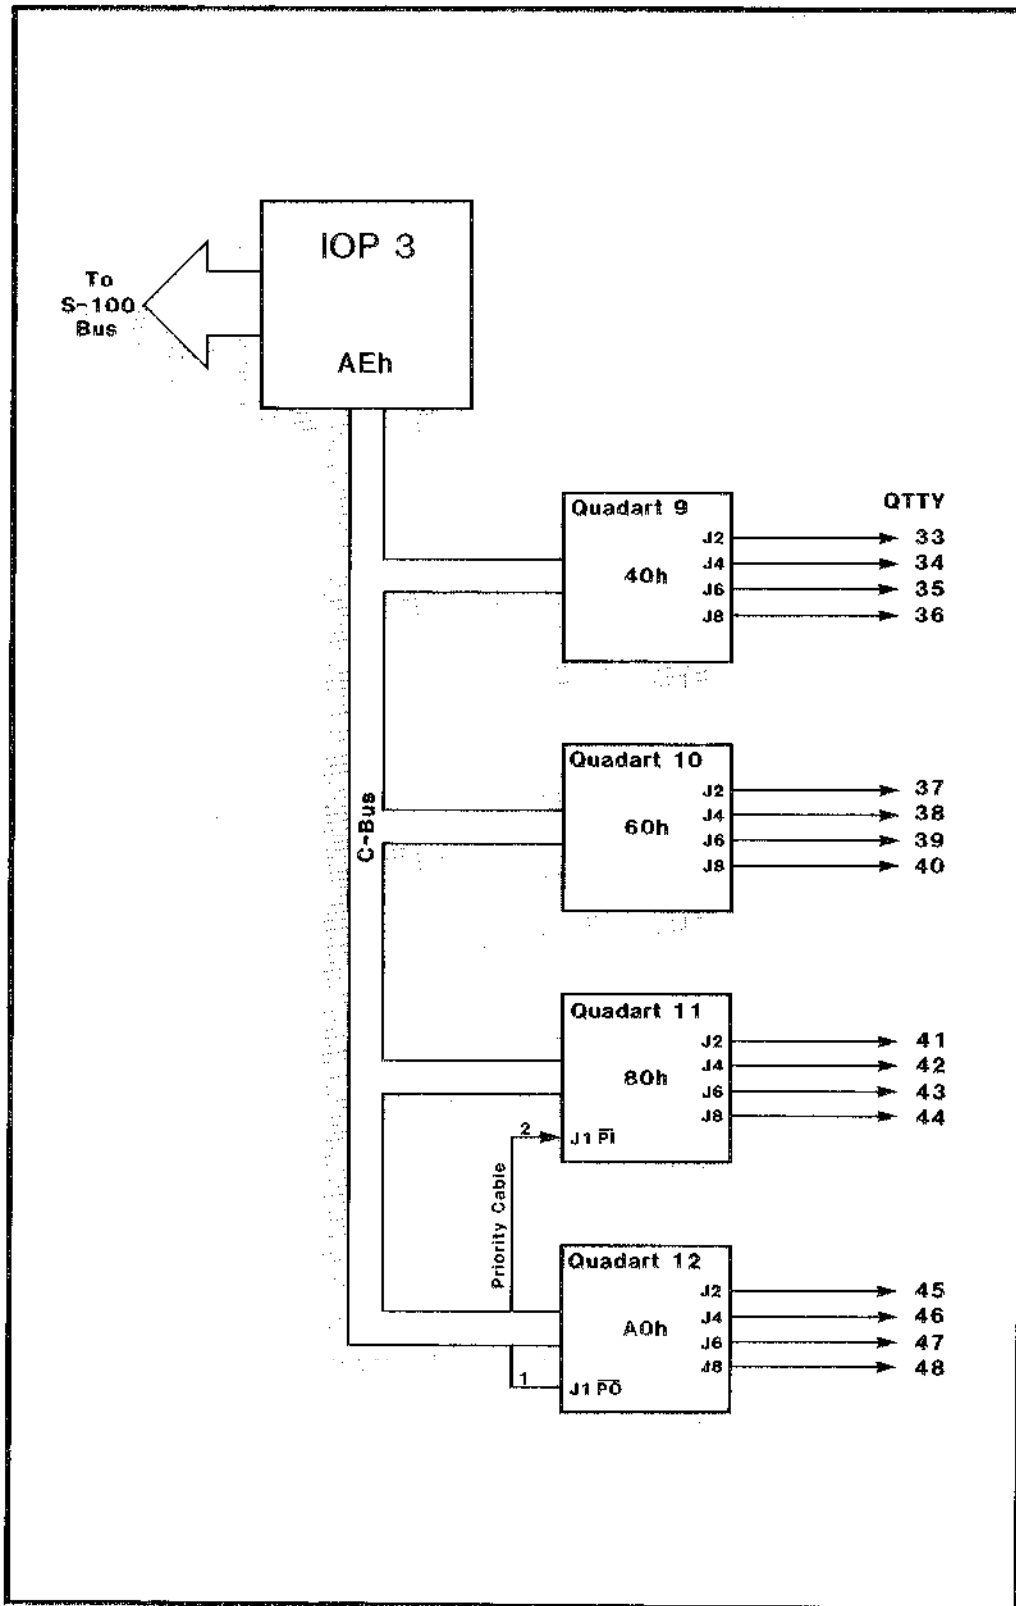 IOP 3
To
S-100
Bus
AEh
Quadart 9
QTTY
J2 33
J4 34
40h
J6 35
J8 36
Quadart 10
J2 37
J4 38
60h
J6 39
J8 40
C-Bus
Quadart 11
J2 41
J4 42
80h
J6 43
J8 44
2
J1 P̅I̅
Priority Cable
Quadart 12
J2 45
J4 46
A0h
J6 47
J8 48
1
J1 P̅O̅